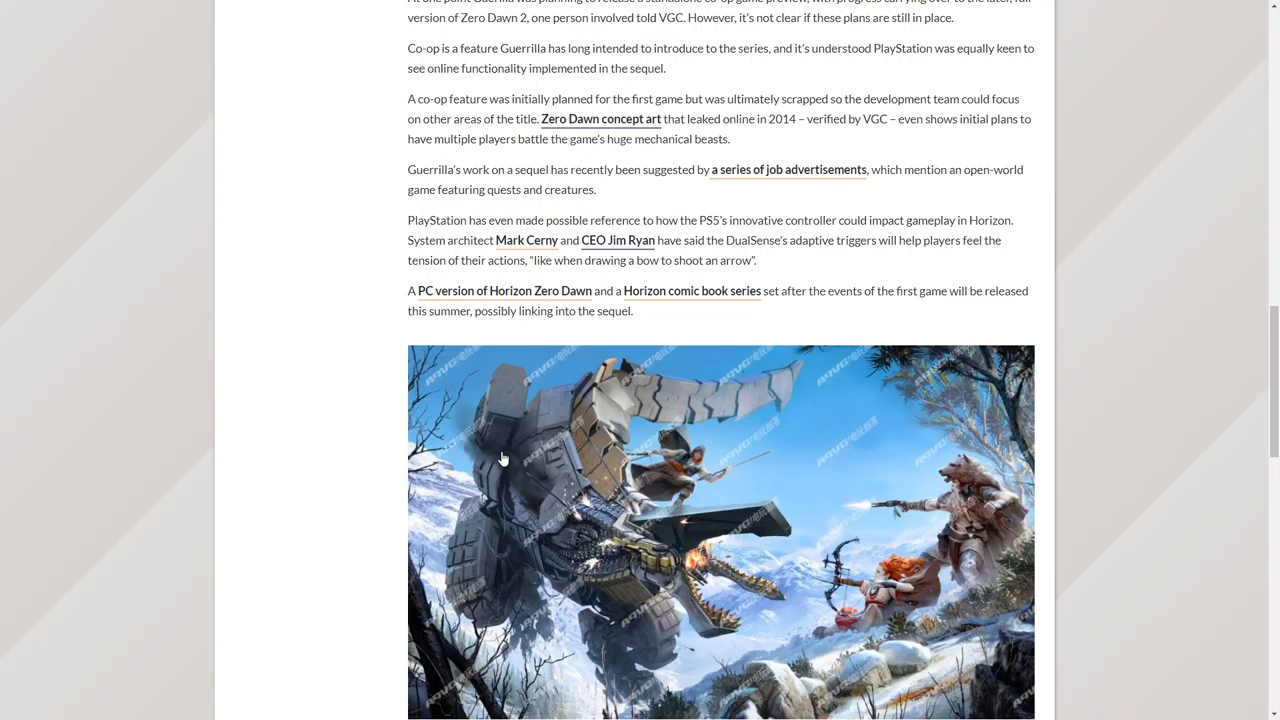 version of Zero Dawn 2, one person involved told VGC. However, it's not clear if these plans are still in place.
Co-op is a feature Guerrilla has long intended to introduce to the series, and it's understood PlayStation was equally keen to
see online functionality implemented in the sequel.
A co-op feature was initially planned for the first game but was ultimately scrapped so the development team could focus
on other areas of the title. Zero Dawn concept art that leaked online in 2014 – verified by VGC – even shows initial plans to
have multiple players battle the game's huge mechanical beasts.
Guerrilla's work on a sequel has recently been suggested by a series of job advertisements, which mention an open-world
game featuring quests and creatures.
PlayStation has even made possible reference to how the PS5's innovative controller could impact gameplay in Horizon.
System architect Mark Cerny and CEO Jim Ryan have said the DualSense's adaptive triggers will help players feel the
tension of their actions, "like when drawing a bow to shoot an arrow".
A PC version of Horizon Zero Dawn and a Horizon comic book series set after the events of the first game will be released
this summer, possibly linking into the sequel.